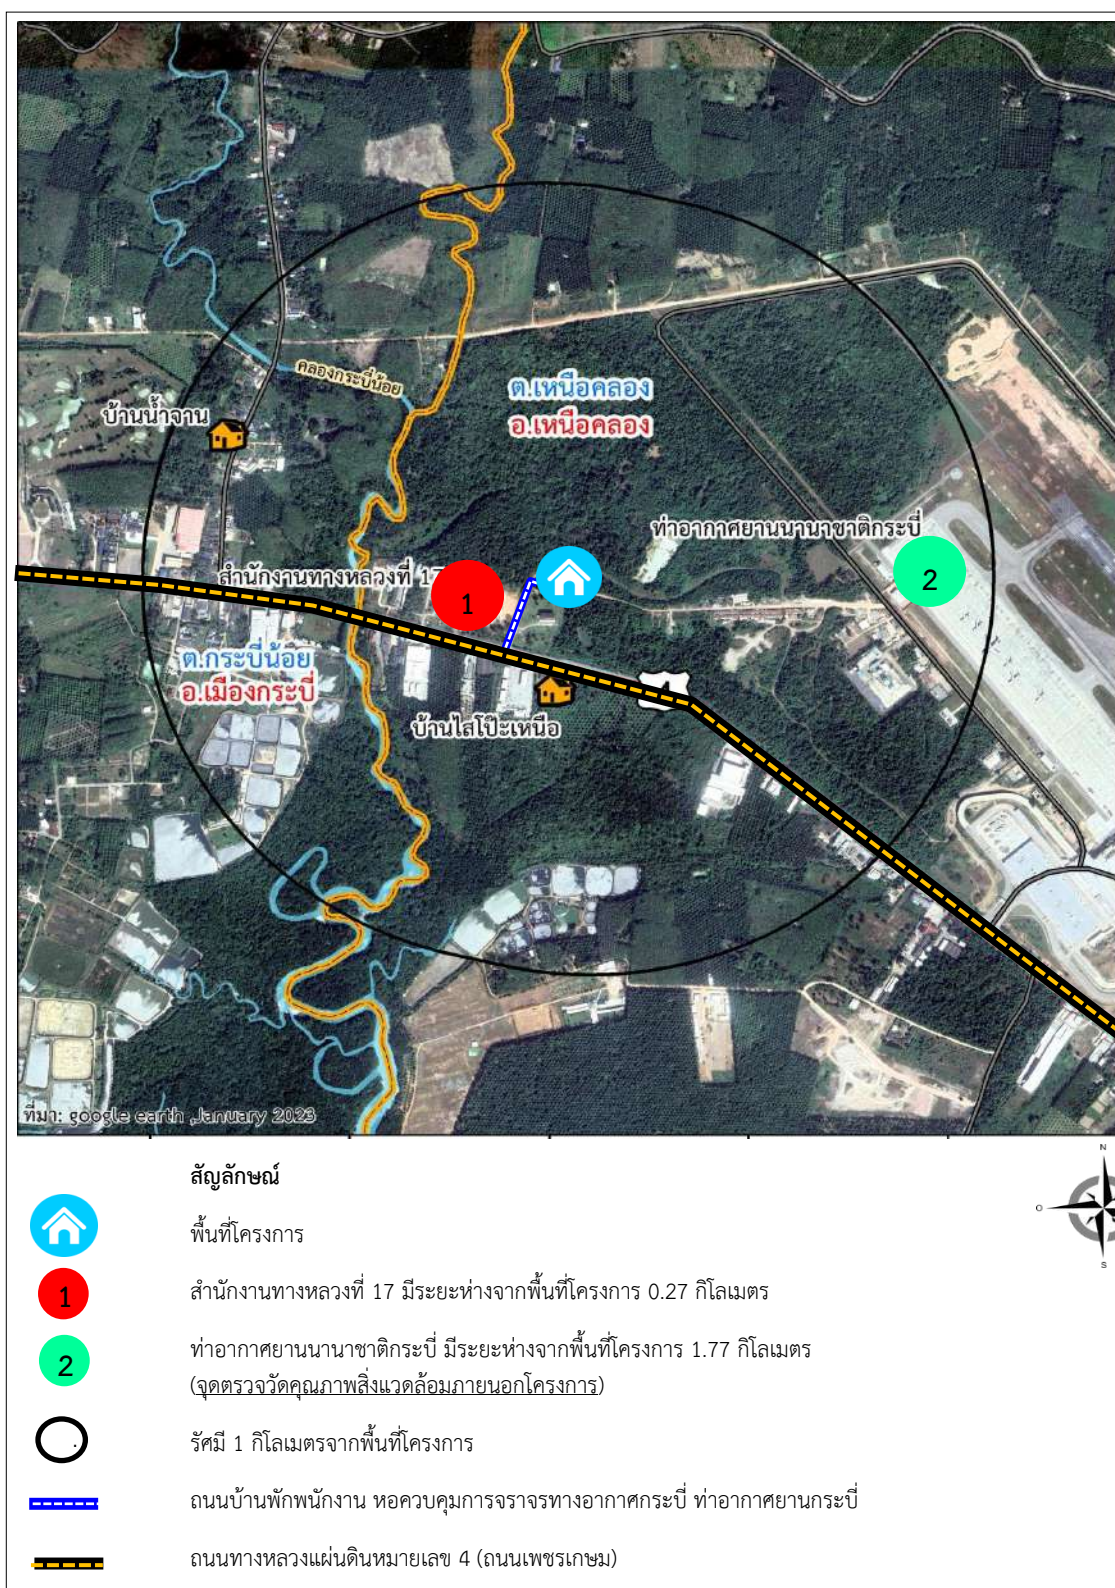 คลองกระบี่น้อย
ต.เหนือคลอง
อ.เหนือคลอง
บ้านน้ำจาน
ท่าอากาศยานนานาชาติกระบี่
สำนักงานทางหลวงที่ 17
1
2
ต.กระบี่น้อย
อ.เมืองกระบี่
บ้านไสโป๊ะเหนือ
ที่มา: google earth ,January 2023
สัญลักษณ์
N
O
S
พื้นที่โครงการ
1
สำนักงานทางหลวงที่ 17 มีระยะห่างจากพื้นที่โครงการ 0.27 กิโลเมตร
2
ท่าอากาศยานนานาชาติกระบี่ มีระยะห่างจากพื้นที่โครงการ 1.77 กิโลเมตร
(จุดตรวจวัดคุณภาพสิ่งแวดล้อมภายนอกโครงการ)
รัศมี 1 กิโลเมตรจากพื้นที่โครงการ
ถนนบ้านพักพนักงาน หอควบคุมการจราจรทางอากาศกระบี่ ท่าอากาศยานกระบี่
ถนนทางหลวงแผ่นดินหมายเลข 4 (ถนนเพชรเกษม)